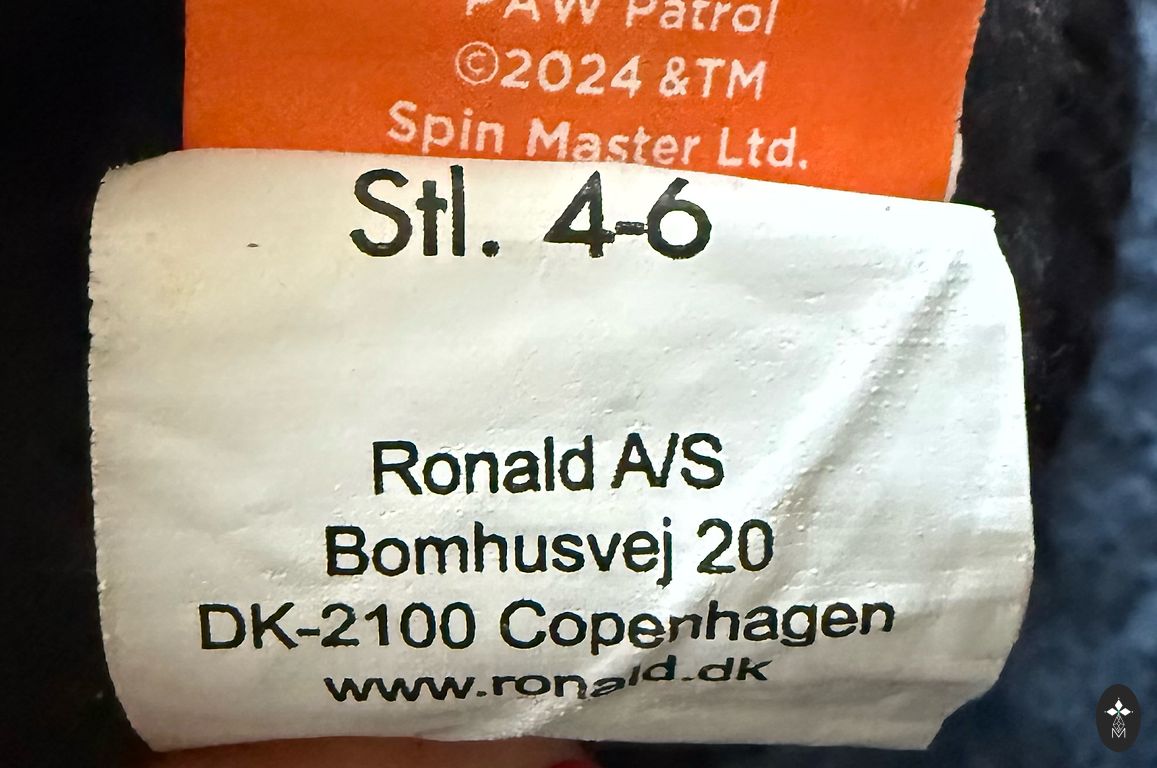 PAW Patrol
©2024 &TM
Spin Master Ltd.
Stl. 4-6
Ronald A/S
Bomhusvej 20
DK-2100 Copenhagen
www.ronald.dk
M